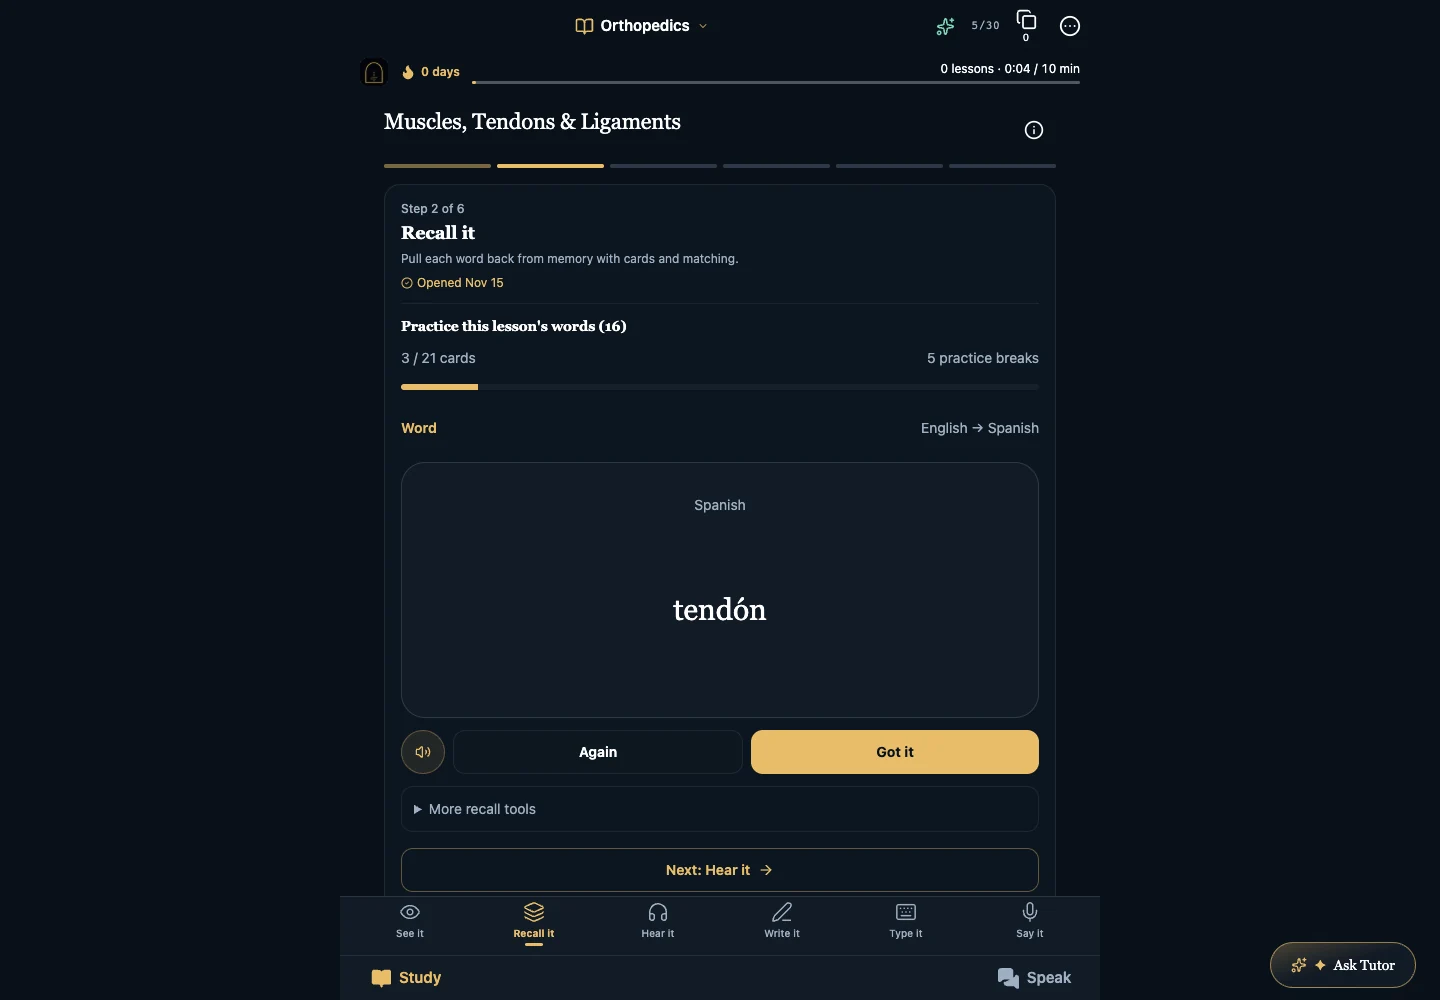 Orthopedics
5/30
0
0 days
0 lessons · 0:04 / 10 min
Muscles, Tendons & Ligaments
Step 2 of 6
Recall it
Pull each word back from memory with cards and matching.
Opened Nov 15
Practice this lesson's words (16)
3 / 21 cards
5 practice breaks
Word
English → Spanish
Spanish
tendón
Again
Got it
More recall tools
Next: Hear it →
See it
Recall it
Hear it
Write it
Type it
Say it
Study
Speak
Ask Tutor